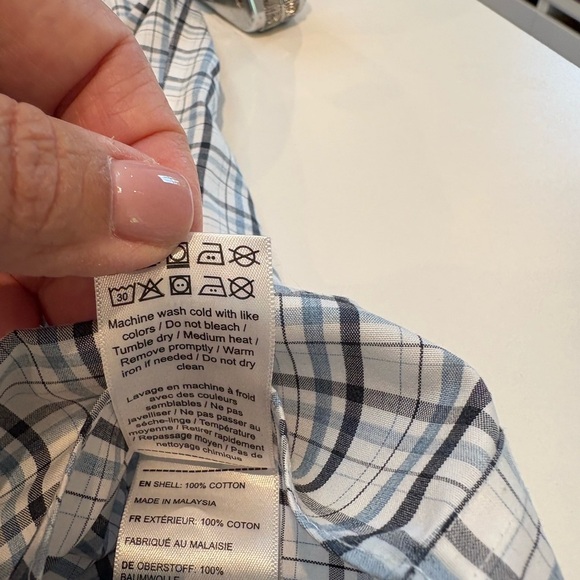 30
Machine wash cold with like
colors / Do not bleach /
Tumble dry / Medium heat /
Remove promptly / Warm
iron if needed / Do not dry
clean
Lavage en machine à froid
avec des couleurs
semblables / Ne pas
javelliser / Ne pas passer au
sèche-linge / Température
moyenne / Retirer rapidement
/ Repassage moyen / Pas de
nettoyage chimique
EN SHELL: 100% COTTON
MADE IN MALAYSIA
FR EXTÉRIEUR: 100% COTON
FABRIQUÉ AU MALAISIE
DE OBERSTOFF: 100%
BAUMWOLLE